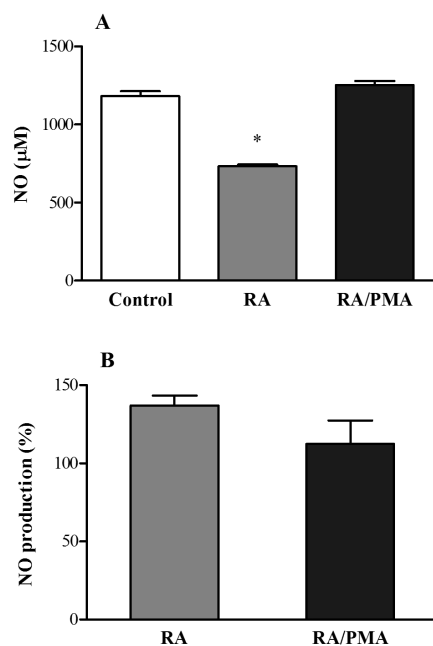 A
NO (μM)
1500
1000
500
0
*
Control RA RA/PMA
B
NO production (%)
150
100
50
0
RA RA/PMA